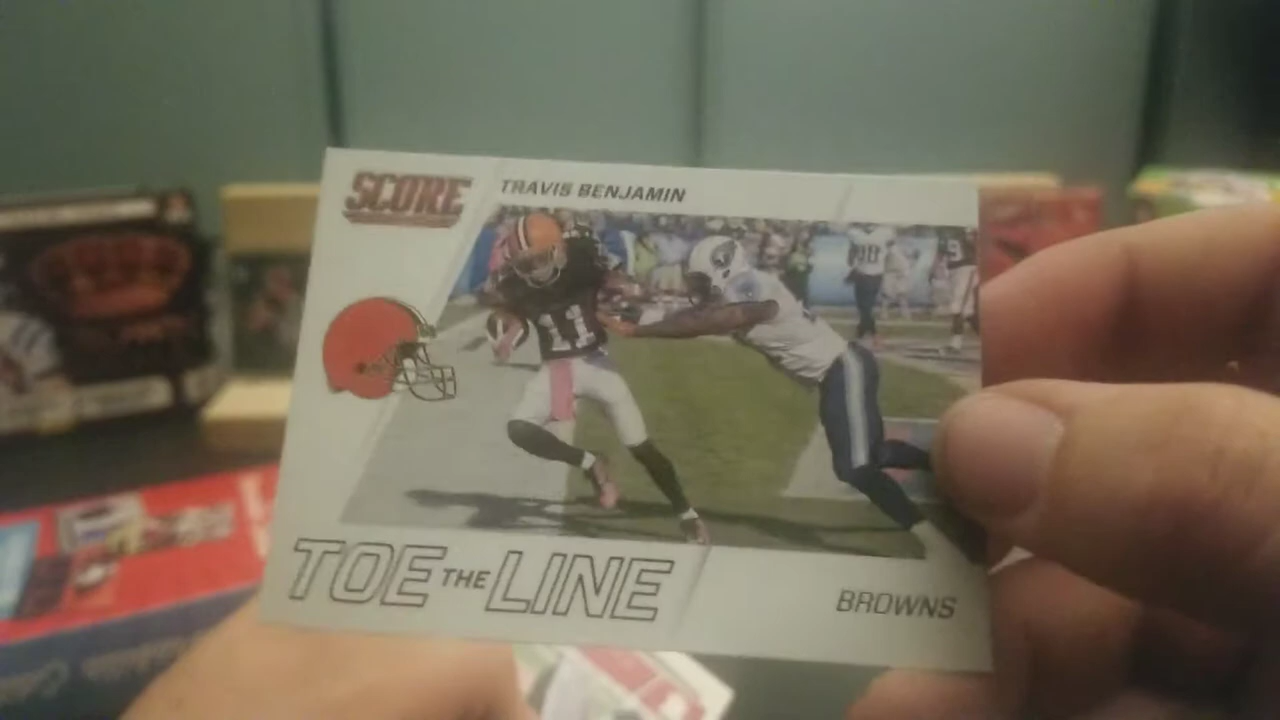 SCORE
TRAVIS BENJAMIN
11
TOE THE LINE
BROWNS